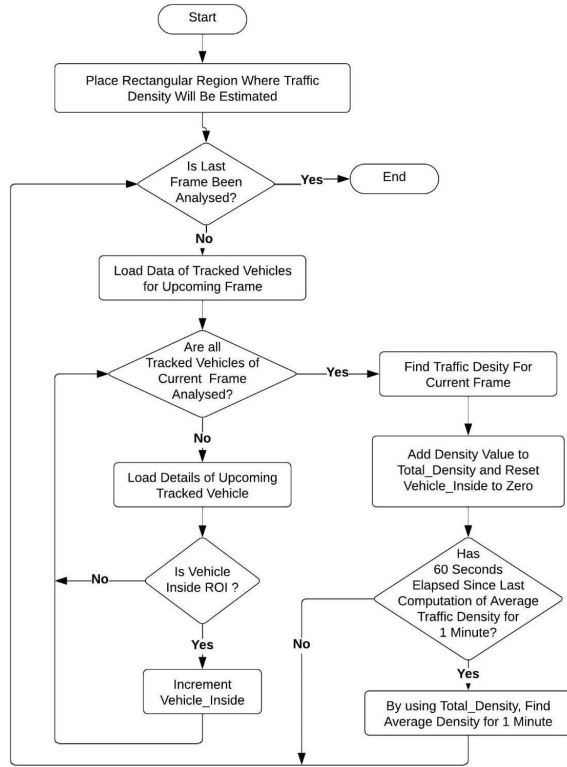 Start
Place Rectangular Region Where Traffic
Density Will Be Estimated
Is Last
Frame Been
Analysed?
Yes
End
No
Load Data of Tracked Vehicles
for Upcoming Frame
Are all
Tracked Vehicles of
Current Frame
Analysed?
Yes
Find Traffic Desity For
Current Frame
No
Add Density Value to
Total_Density and Reset
Vehicle_Inside to Zero
Load Details of Upcoming
Tracked Vehicle
Has
60 Seconds
Elapsed Since Last
Computation of Average
Traffic Density for
1 Minute?
Is Vehicle
Inside ROI ?
No
Yes
No
Yes
Increment
Vehicle_Inside
By using Total_Density, Find
Average Density for 1 Minute